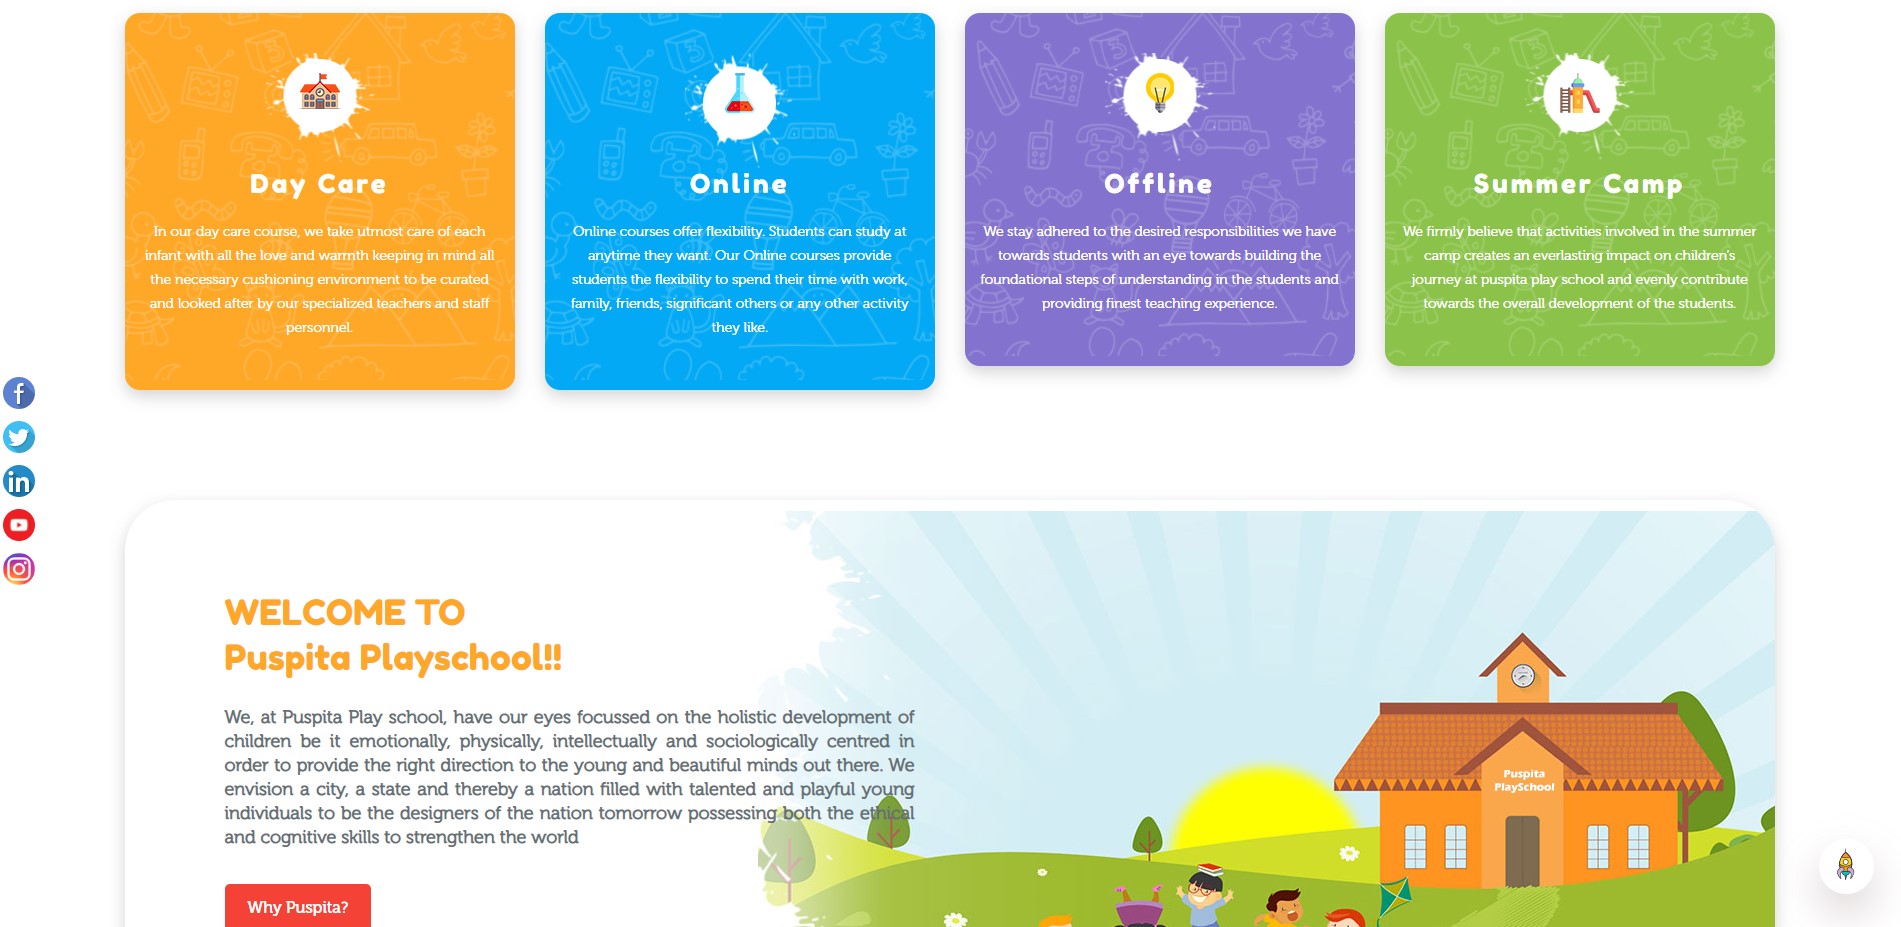 Day Care
In our day care course, we take utmost care of each
infant with all the love and warmth keeping in mind all
the necessary cushioning environment to be curated
and looked after by our specialized teachers and staff
personnel.
Online
Online courses offer flexibility. Students can study at
anytime they want. Our Online courses provide
students the flexibility to spend their time with work,
family, friends, significant others or any other activity
they like.
Offline
We stay adhered to the desired responsibilities we have
towards students with an eye towards building the
foundational steps of understanding in the students and
providing finest teaching experience.
Summer Camp
We firmly believe that activities involved in the summer
camp creates an everlasting impact on children's
journey at puspita play school and evenly contribute
towards the overall development of the students.
WELCOME TO
Puspita Playschool!!
We, at Puspita Play school, have our eyes focussed on the holistic development of
children be it emotionally, physically, intellectually and sociologically centred in
order to provide the right direction to the young and beautiful minds out there. We
envision a city, a state and thereby a nation filled with talented and playful young
individuals to be the designers of the nation tomorrow possessing both the ethical
and cognitive skills to strengthen the world
Why Puspita?
Puspita
PlaySchool